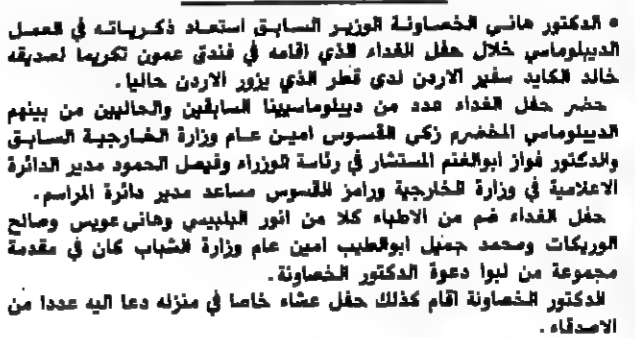 • الدكتور هاني الخصاونة الوزير السابق استعاد ذكرياته في العمل
الديبلوماسي خلال حفل الغداء الذي اقامه في فندق عمون تكريما لصديقه
خالد الكايد سفير الاردن لدى قطر الذي يزور الاردن حاليا.
حضر حفل الغداء عدد من ديبلوماسيينا السابقين والحاليين من بينهم
الديبلوماسي المخضرم زكي القسوس امين عام وزارة الخارجية السابق
والدكتور فواز ابوالغنم المستشار في رئاسة الوزراء وفيصل الحمود مدير الدائرة
الاعلامية في وزارة الخارجية ورامز القسوس مساعد مدير دائرة المراسم.
حفل الغداء ضم من الاطباء كلا من انور البلبيسي وهاني عويس وصالح
الوريكات ومحمد جميل ابوالطيب امين عام وزارة الشباب كان في مقدمة
مجموعة من لبوا دعوة الدكتور الخصاونة.
الدكتور الخصاونة اقام كذلك حفل عشاء خاصا في منزله دعا اليه عددا من
الاصدقاء.